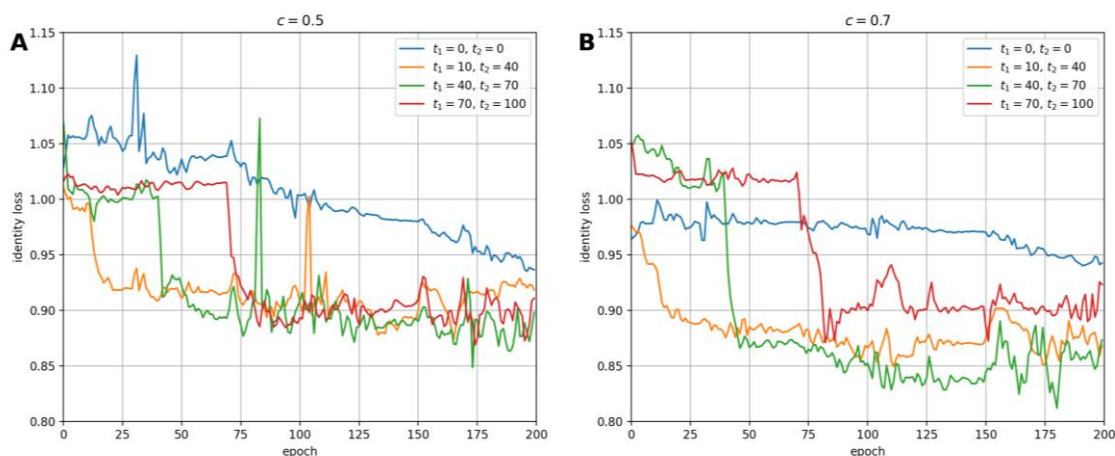 A
c = 0.5
1.15
1.10
1.05
1.00
0.95
0.90
0.85
0.80
identity loss
t₁ = 0, t₂ = 0
t₁ = 10, t₂ = 40
t₁ = 40, t₂ = 70
t₁ = 70, t₂ = 100
0 25 50 75 100 125 150 175 200
epoch
B
c = 0.7
1.15
1.10
1.05
1.00
0.95
0.90
0.85
0.80
identity loss
t₁ = 0, t₂ = 0
t₁ = 10, t₂ = 40
t₁ = 40, t₂ = 70
t₁ = 70, t₂ = 100
0 25 50 75 100 125 150 175 200
epoch